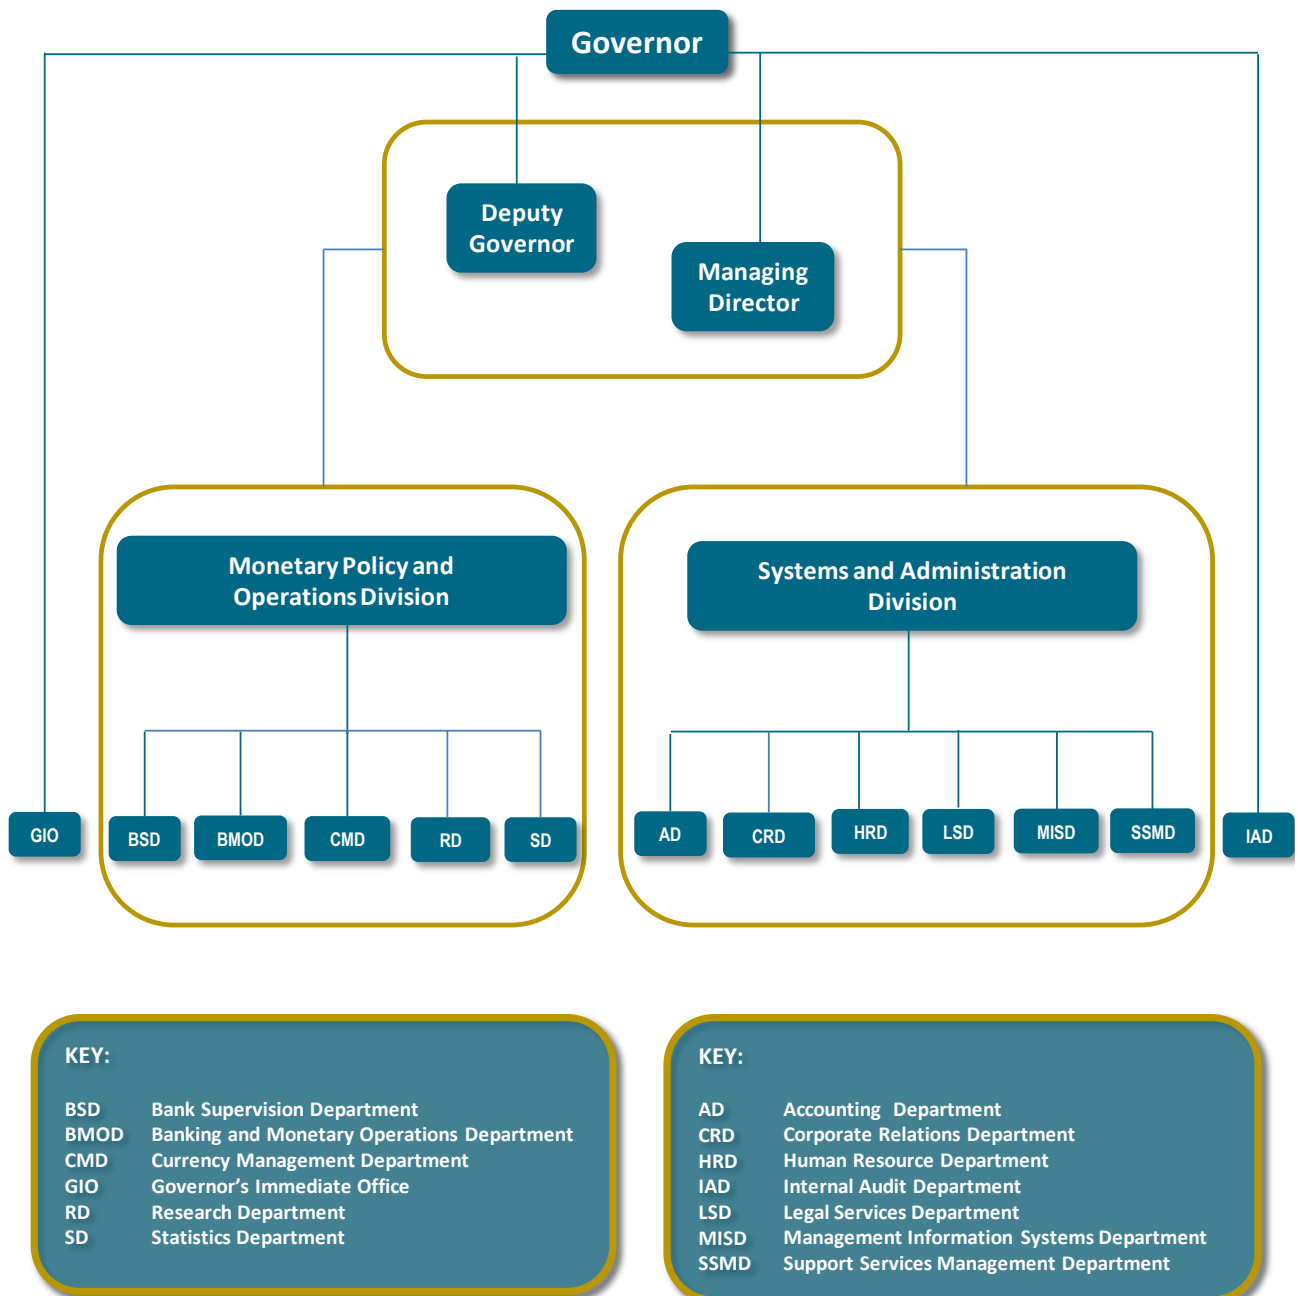 Governor
Deputy
Governor
Managing
Director
Monetary Policy and
Operations Division
Systems and Administration
Division
GIO
BSD
BMOD
CMD
RD
SD
AD
CRD
HRD
LSD
MISD
SSMD
IAD
KEY:
BSD Bank Supervision Department
BMOD Banking and Monetary Operations Department
CMD Currency Management Department
GIO Governor’s Immediate Office
RD Research Department
SD Statistics Department
KEY:
AD Accounting Department
CRD Corporate Relations Department
HRD Human Resource Department
IAD Internal Audit Department
LSD Legal Services Department
MISD Management Information Systems Department
SSMD Support Services Management Department